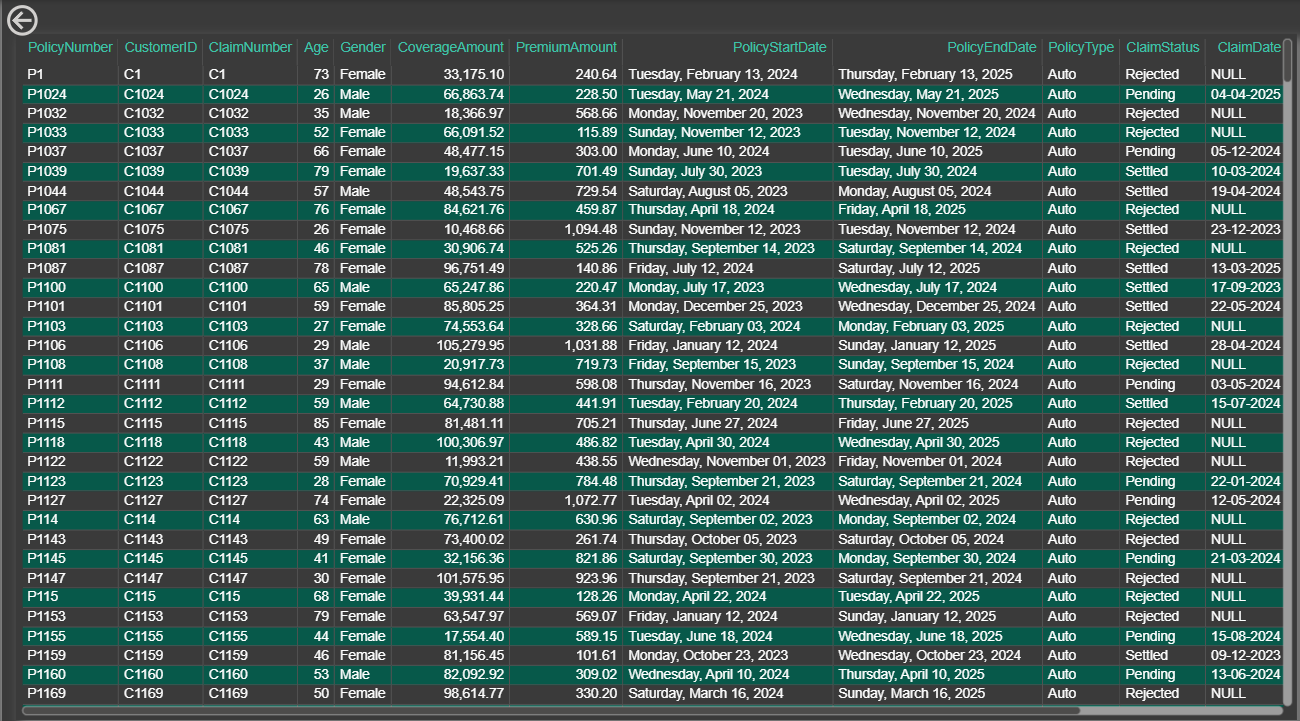 PolicyNumber CustomerID ClaimNumber Age Gender CoverageAmount PremiumAmount PolicyStartDate PolicyEndDate PolicyType ClaimStatus ClaimDate
P1 C1 C1 73 Female 33,175.10 240.64 Tuesday, February 13, 2024 Thursday, February 13, 2025 Auto Rejected NULL
P1024 C1024 C1024 26 Male 66,863.74 228.50 Tuesday, May 21, 2024 Wednesday, May 21, 2025 Auto Pending 04-04-2025
P1032 C1032 C1032 35 Male 18,366.97 568.66 Monday, November 20, 2023 Wednesday, November 20, 2024 Auto Rejected NULL
P1033 C1033 C1033 52 Female 66,091.52 115.89 Sunday, November 12, 2023 Tuesday, November 12, 2024 Auto Rejected NULL
P1037 C1037 C1037 66 Female 48,477.15 303.00 Monday, June 10, 2024 Tuesday, June 10, 2025 Auto Pending 05-12-2024
P1039 C1039 C1039 79 Female 19,637.33 701.49 Sunday, July 30, 2023 Tuesday, July 30, 2024 Auto Settled 10-03-2024
P1044 C1044 C1044 57 Male 48,543.75 729.54 Saturday, August 05, 2023 Monday, August 05, 2024 Auto Settled 19-04-2024
P1067 C1067 C1067 76 Female 84,621.76 459.87 Thursday, April 18, 2024 Friday, April 18, 2025 Auto Rejected NULL
P1075 C1075 C1075 26 Female 10,468.66 1,094.48 Sunday, November 12, 2023 Tuesday, November 12, 2024 Auto Settled 23-12-2023
P1081 C1081 C1081 46 Female 30,906.74 525.26 Thursday, September 14, 2023 Saturday, September 14, 2024 Auto Rejected NULL
P1087 C1087 C1087 78 Female 96,751.49 140.86 Friday, July 12, 2024 Saturday, July 12, 2025 Auto Settled 13-03-2025
P1100 C1100 C1100 65 Male 65,247.86 220.47 Monday, July 17, 2023 Wednesday, July 17, 2024 Auto Settled 17-09-2023
P1101 C1101 C1101 59 Female 85,805.25 364.31 Monday, December 25, 2023 Wednesday, December 25, 2024 Auto Settled 22-05-2024
P1103 C1103 C1103 27 Female 74,553.64 328.66 Saturday, February 03, 2024 Monday, February 03, 2025 Auto Rejected NULL
P1106 C1106 C1106 29 Male 105,279.95 1,031.88 Friday, January 12, 2024 Sunday, January 12, 2025 Auto Settled 28-04-2024
P1108 C1108 C1108 37 Male 20,917.73 719.73 Friday, September 15, 2023 Sunday, September 15, 2024 Auto Rejected NULL
P1111 C1111 C1111 29 Female 94,612.84 598.08 Thursday, November 16, 2023 Saturday, November 16, 2024 Auto Pending 03-05-2024
P1112 C1112 C1112 59 Male 64,730.88 441.91 Tuesday, February 20, 2024 Thursday, February 20, 2025 Auto Settled 15-07-2024
P1115 C1115 C1115 85 Female 81,481.11 705.21 Thursday, June 27, 2024 Friday, June 27, 2025 Auto Rejected NULL
P1118 C1118 C1118 43 Male 100,306.97 486.82 Tuesday, April 30, 2024 Wednesday, April 30, 2025 Auto Rejected NULL
P1122 C1122 C1122 59 Male 11,993.21 438.55 Wednesday, November 01, 2023 Friday, November 01, 2024 Auto Rejected NULL
P1123 C1123 C1123 28 Female 70,929.41 784.48 Thursday, September 21, 2023 Saturday, September 21, 2024 Auto Pending 22-01-2024
P1127 C1127 C1127 74 Female 22,325.09 1,072.77 Tuesday, April 02, 2024 Wednesday, April 02, 2025 Auto Pending 12-05-2024
P114 C114 C114 63 Male 76,712.61 630.96 Saturday, September 02, 2023 Monday, September 02, 2024 Auto Rejected NULL
P1143 C1143 C1143 49 Female 73,400.02 261.74 Thursday, October 05, 2023 Saturday, October 05, 2024 Auto Rejected NULL
P1145 C1145 C1145 41 Female 32,156.36 821.86 Saturday, September 30, 2023 Monday, September 30, 2024 Auto Pending 21-03-2024
P1147 C1147 C1147 30 Female 101,575.95 923.96 Thursday, September 21, 2023 Saturday, September 21, 2024 Auto Rejected NULL
P115 C115 C115 68 Female 39,931.44 128.26 Monday, April 22, 2024 Tuesday, April 22, 2025 Auto Rejected NULL
P1153 C1153 C1153 79 Female 63,547.97 569.07 Friday, January 12, 2024 Sunday, January 12, 2025 Auto Rejected NULL
P1155 C1155 C1155 44 Female 17,554.40 589.15 Tuesday, June 18, 2024 Wednesday, June 18, 2025 Auto Pending 15-08-2024
P1159 C1159 C1159 46 Female 81,156.45 101.61 Monday, October 23, 2023 Wednesday, October 23, 2024 Auto Settled 09-12-2023
P1160 C1160 C1160 53 Male 82,092.92 309.02 Wednesday, April 10, 2024 Thursday, April 10, 2025 Auto Pending 13-06-2024
P1169 C1169 C1169 50 Female 98,614.77 330.20 Saturday, March 16, 2024 Sunday, March 16, 2025 Auto Rejected NULL